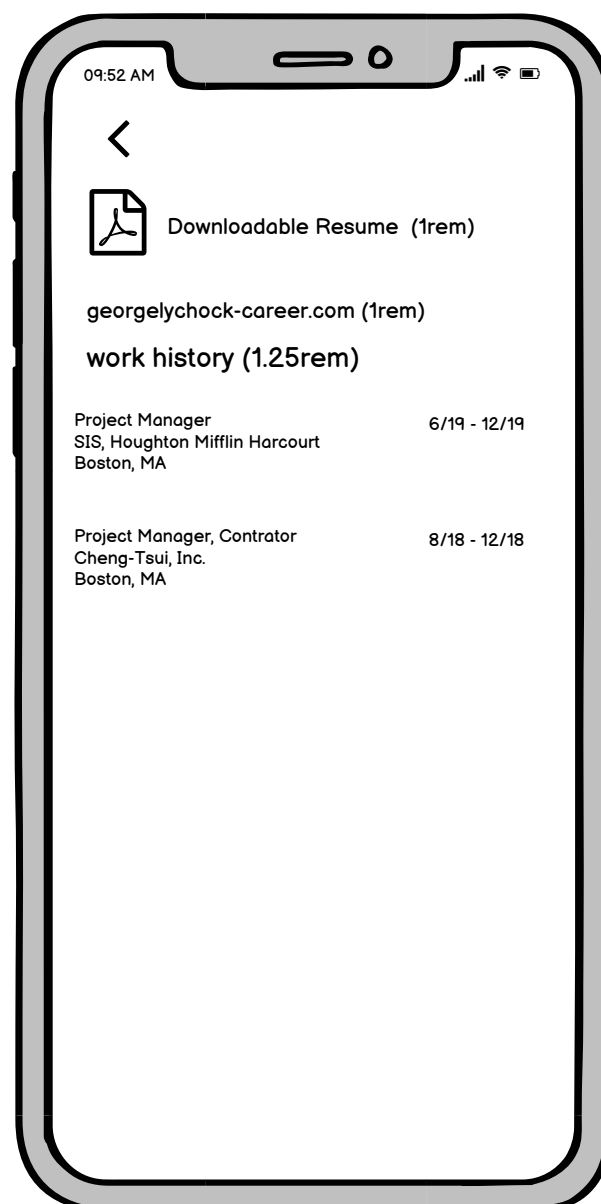 09:52 AM
Downloadable Resume (1rem)
georgelychock-career.com (1rem)
work history (1.25rem)
Project Manager
6/19 - 12/19
SIS, Houghton Mifflin Harcourt
Boston, MA
Project Manager, Contrator
8/18 - 12/18
Cheng-Tsui, Inc.
Boston, MA